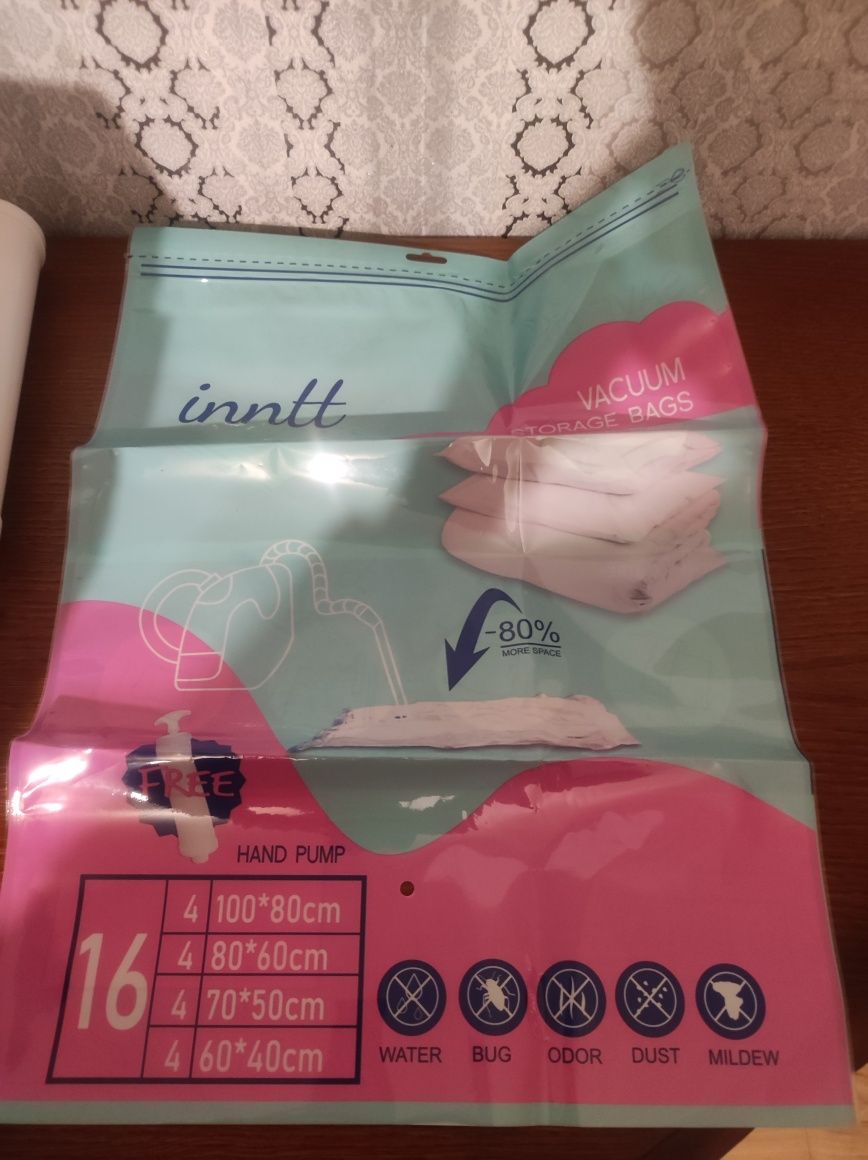 inntt
VACUUM
STORAGE BAGS
-80%
MORE SPACE
FREE
HAND PUMP
16
4 100*80cm
4 80*60cm
4 70*50cm
4 60*40cm
WATER BUG ODOR DUST MILDEW